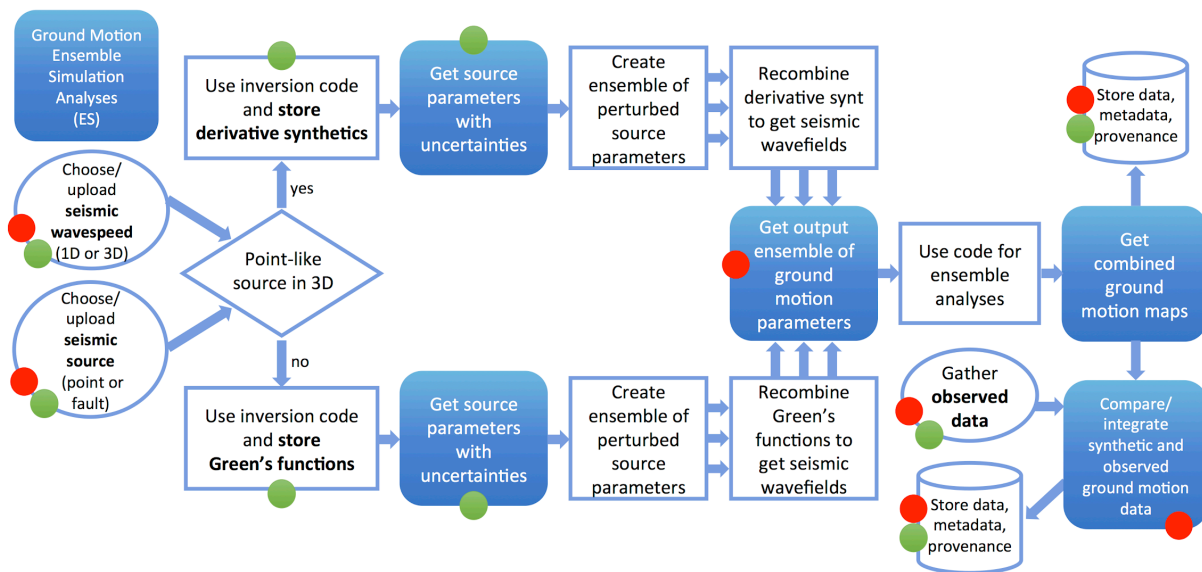 Ground Motion
Ensemble
Simulation
Analyses
(ES)
Choose/
upload
seismic
wavespeed
(1D or 3D)
Choose/
upload
seismic
source
(point or
fault)
Point-like
source in 3D
yes
no
Use inversion code
and store
derivative synthetics
Get source
parameters
with
uncertainties
Create
ensemble of
perturbed
source
parameters
Recombine
derivative synt
to get seismic
wavefields
Use inversion code
and store
Green's functions
Get source
parameters
with
uncertainties
Create
ensemble of
perturbed
source
parameters
Recombine
Green's
functions to
get seismic
wavefields
Get output
ensemble of
ground
motion
parameters
Use code for
ensemble
analyses
Get
combined
ground
motion maps
Store data,
metadata,
provenance
Gather
observed
data
Compare/
integrate
synthetic and
observed
ground motion
data
Store data,
metadata,
provenance